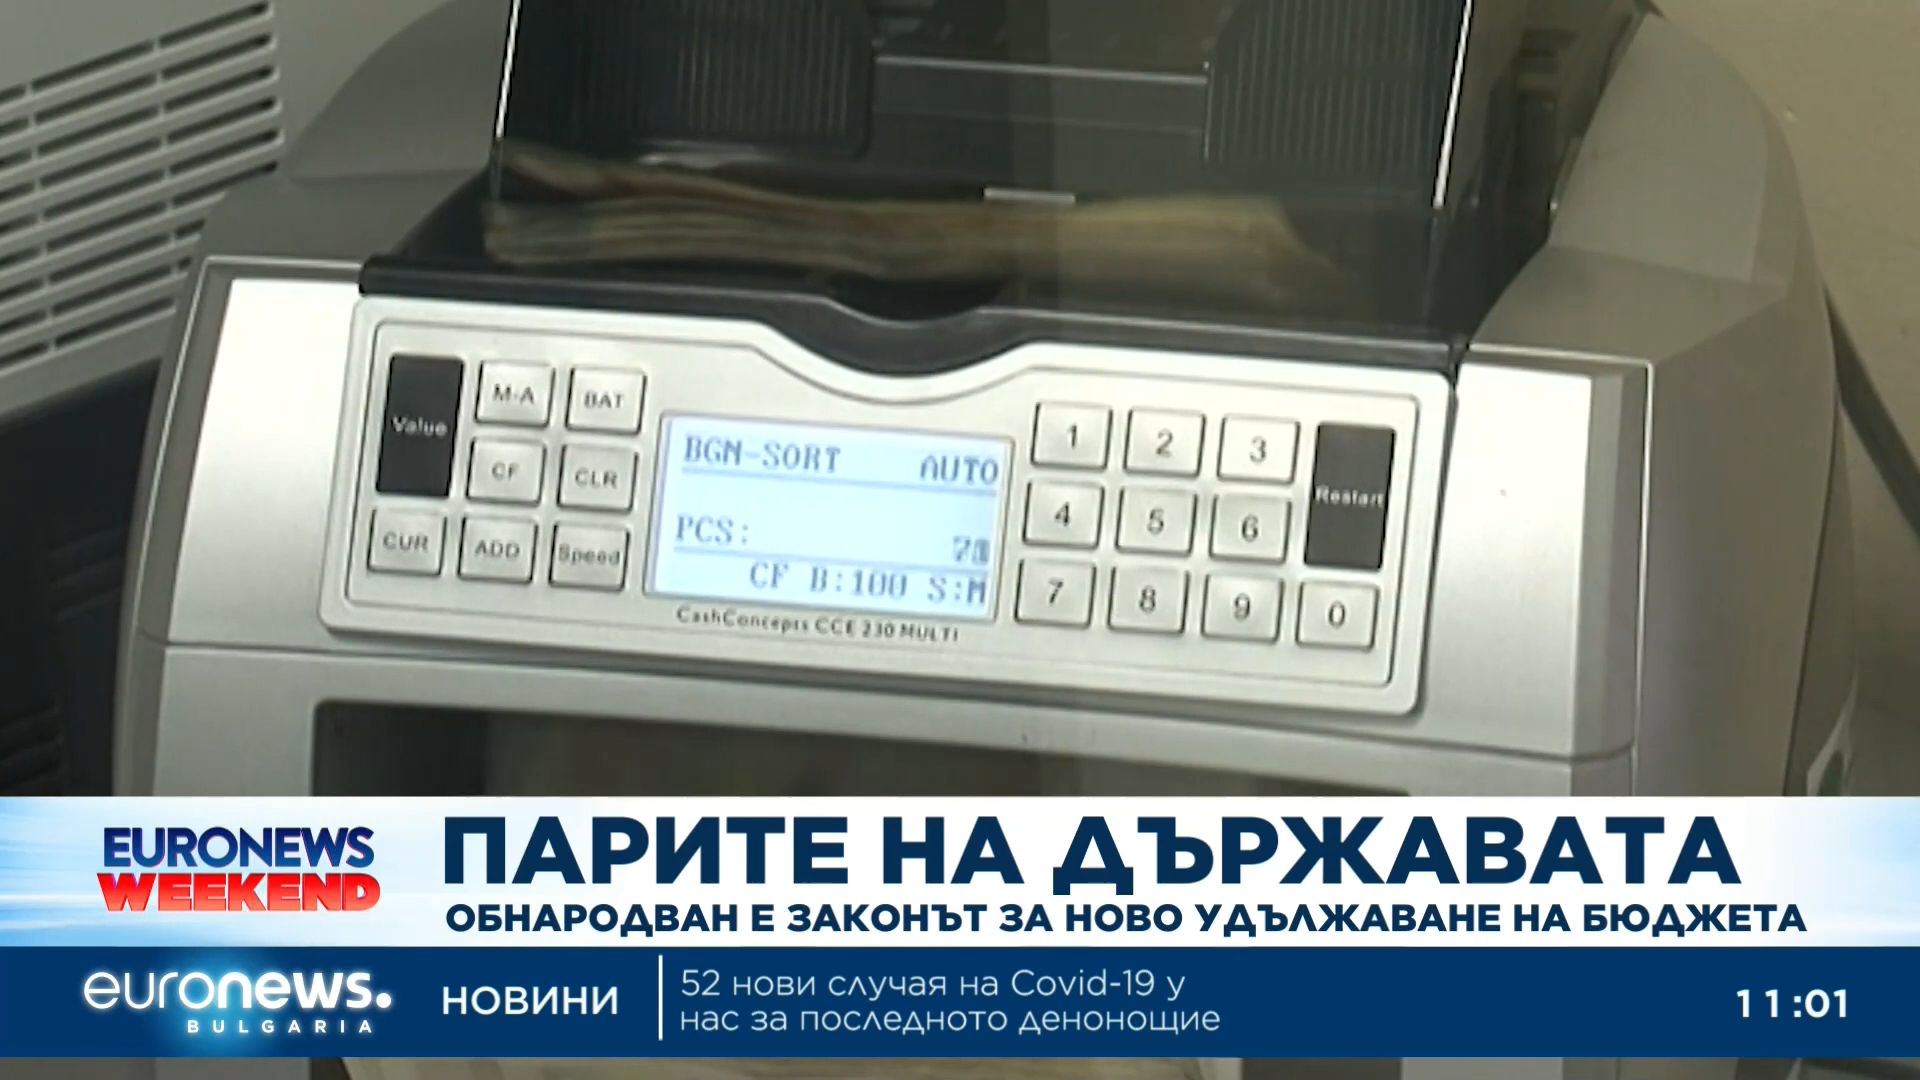 Value
M-A
BAT
CF
CLR
CUR
ADD
Speed
BGN-SORT AUTO
PCS:
CF B:100 S:M
CashConcepts CCE 230 MULTI
1 2 3
4 5 6
7 8 9 0
Restart
EURONEWS
WEEKEND
ПАРИТЕ НА ДЪРЖАВАТА
ОБНАРОДВАН Е ЗАКОНЪТ ЗА НОВО УДЪЛЖАВАНЕ НА БЮДЖЕТА
euronews.
BULGARIA
НОВИНИ
52 нови случая на Covid-19 у
нас за последното денонощие
11:01